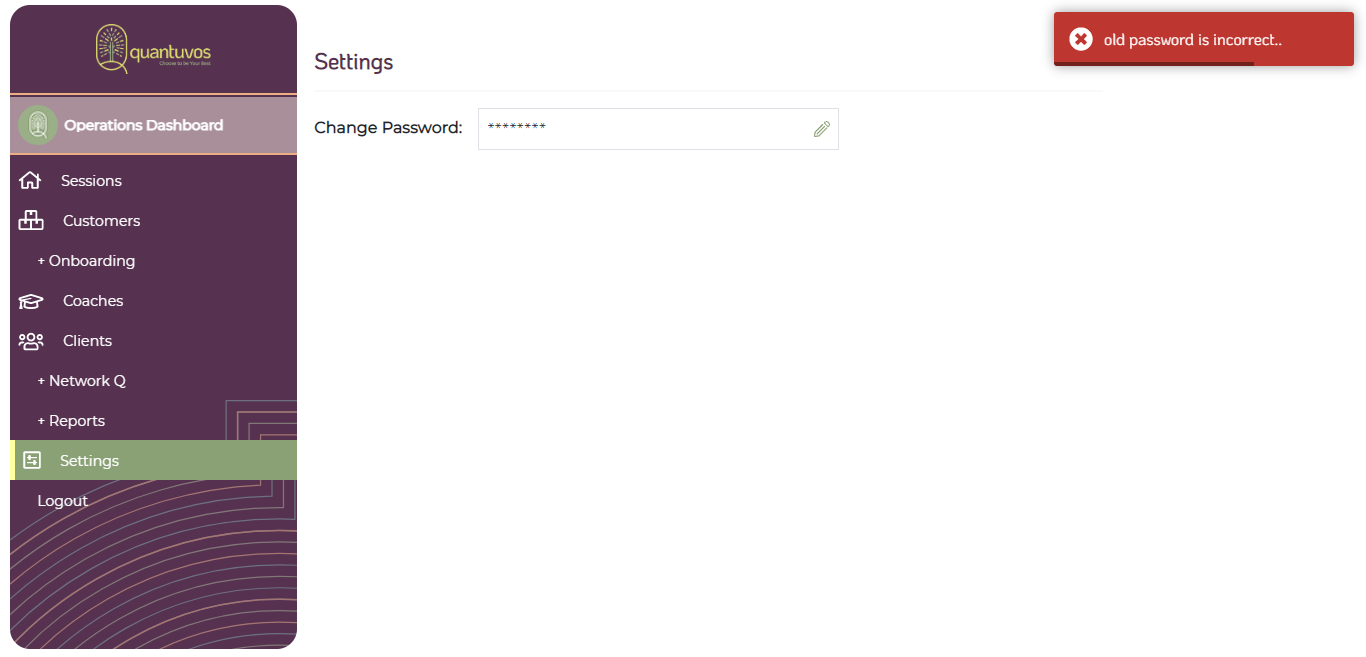 quantuvos
Choose to be Your Best
Operations Dashboard
Sessions
Customers
+ Onboarding
Coaches
Clients
+ Network Q
+ Reports
Settings
Logout
Settings
Change Password: ********
old password is incorrect..